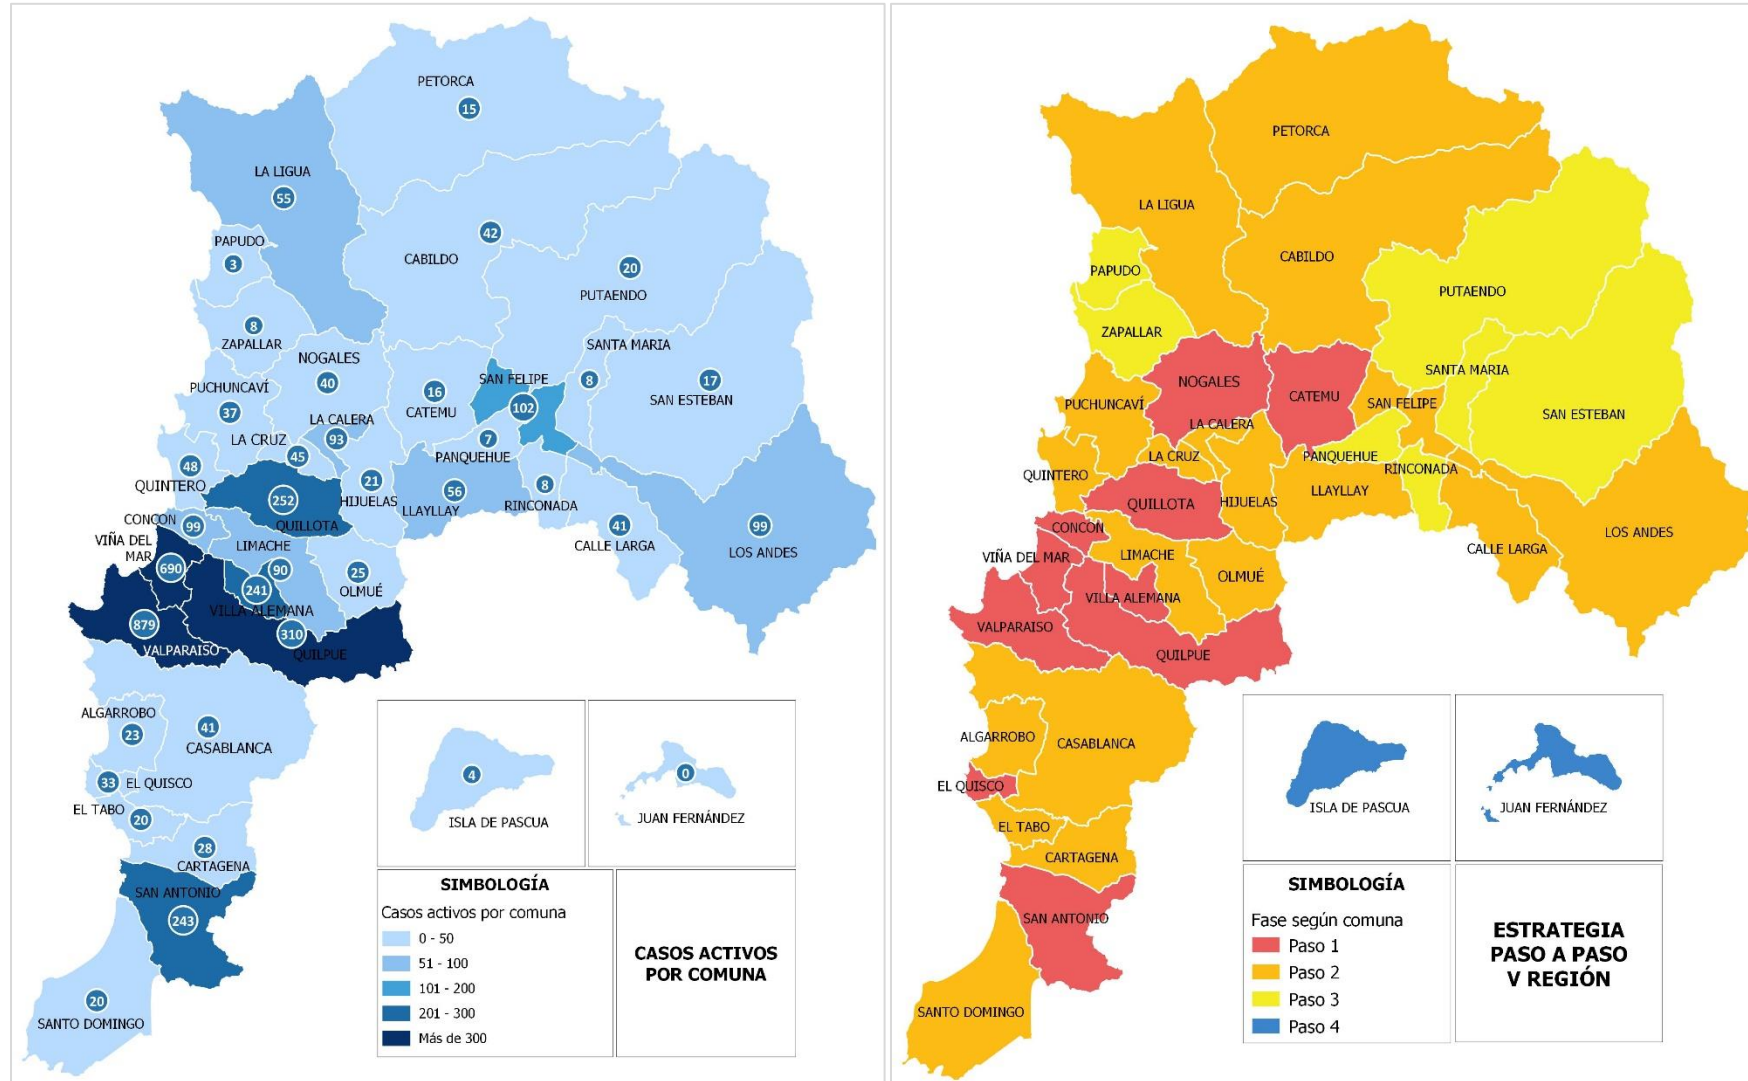 PETORCA
15
LA LIGUA
55
PAPUDO
3
42
CABILDO
20
PUTAENDO
8
ZAPALLAR
NOGALES
40
SANTA MARIA
8
17
SAN ESTEBAN
PUCHUNCAVÍ
37
16
CATEMU
SAN FELIPE
102
LA CALERA
93
LA CRUZ
45
7
PANQUEHUE
48
QUINTERO
252
QUILLOTA
21
HIJUELAS
56
LLAYLLAY
8
RINCONADA
41
CALLE LARGA
99
LOS ANDES
CONCON
99
VIÑA DEL
MAR
690
LIMACHE
90
241
VILLA ALEMANA
25
OLMUÉ
879
VALPARAISO
310
QUILPUE
ALGARROBO
23
41
CASABLANCA
33
EL QUISCO
EL TABO
20
28
CARTAGENA
SAN ANTONIO
243
20
SANTO DOMINGO
4
ISLA DE PASCUA
0
JUAN FERNÁNDEZ
SIMBOLOGÍA
Casos activos por comuna
0 - 50
51 - 100
101 - 200
201 - 300
Más de 300
CASOS ACTIVOS
POR COMUNA
PETORCA
LA LIGUA
CABILDO
PAPUDO
PUTAENDO
ZAPALLAR
NOGALES
SANTA MARIA
CATEMU
PUCHUNCAVÍ
SAN FELIPE
SAN ESTEBAN
LA CALERA
LA CRUZ
PANQUEHUE
RINCONADA
QUINTERO
QUILLOTA
HIJUELAS
LLAYLLAY
LOS ANDES
CONCÓN
LIMACHE
VIÑA DEL MAR
CALLE LARGA
OLMUÉ
VILLA ALEMANA
VALPARAISO
QUILPUE
ALGARROBO
CASABLANCA
EL QUISCO
EL TABO
CARTAGENA
SAN ANTONIO
SANTO DOMINGO
ISLA DE PASCUA
JUAN FERNÁNDEZ
SIMBOLOGÍA
Fase según comuna
Paso 1
Paso 2
Paso 3
Paso 4
ESTRATEGIA
PASO A PASO
V REGIÓN